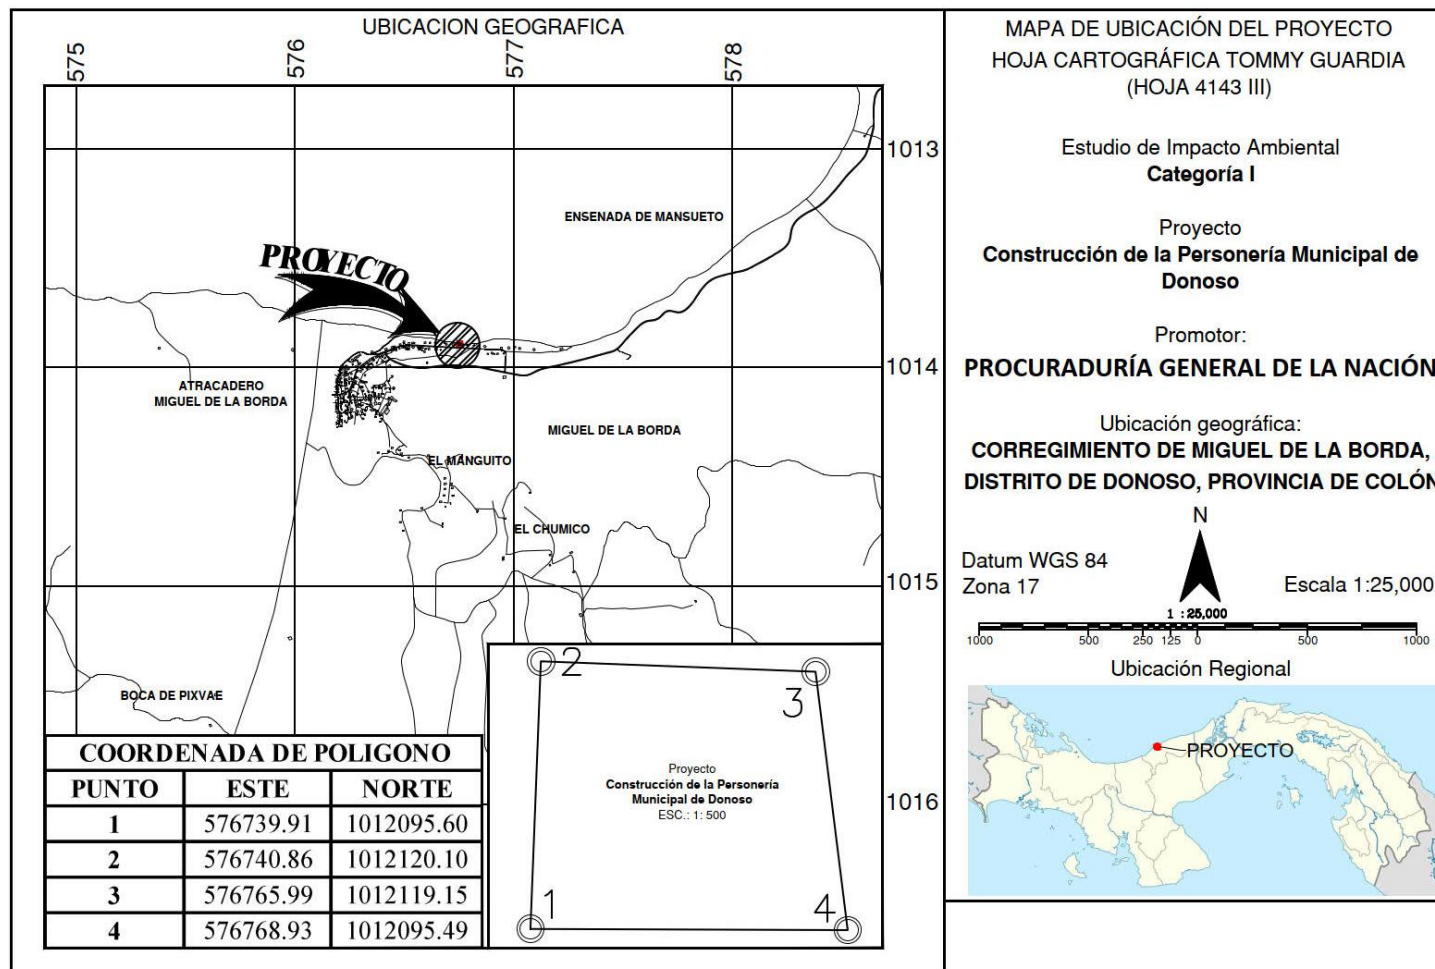 UBICACION GEOGRAFICA
575
576
577
578
1013
ENSENADA DE MANSUETO
PROYECTO
1014
ATRACADERO
MIGUEL DE LA BORDA
MIGUEL DE LA BORDA
EL MANGUITO
EL CHUMICO
1015
BOCA DE PIXVAE
1016
COORDENADA DE POLIGONO
PUNTO ESTE NORTE
1 576739.91 1012095.60
2 576740.86 1012120.10
3 576765.99 1012119.15
4 576768.93 1012095.49
2
3
Proyecto
Construcción de la Personería
Municipal de Donoso
ESC.: 1: 500
1
4
MAPA DE UBICACIÓN DEL PROYECTO
HOJA CARTOGRÁFICA TOMMY GUARDIA
(HOJA 4143 III)
Estudio de Impacto Ambiental
Categoría I
Proyecto
Construcción de la Personería Municipal de
Donoso
Promotor:
PROCURADURÍA GENERAL DE LA NACIÓN
Ubicación geográfica:
CORREGIMIENTO DE MIGUEL DE LA BORDA,
DISTRITO DE DONOSO, PROVINCIA DE COLÓN
N
Datum WGS 84
Zona 17
Escala 1:25,000
1 : 25,000
1000 500 250 125 0 500 1000
Ubicación Regional
PROYECTO